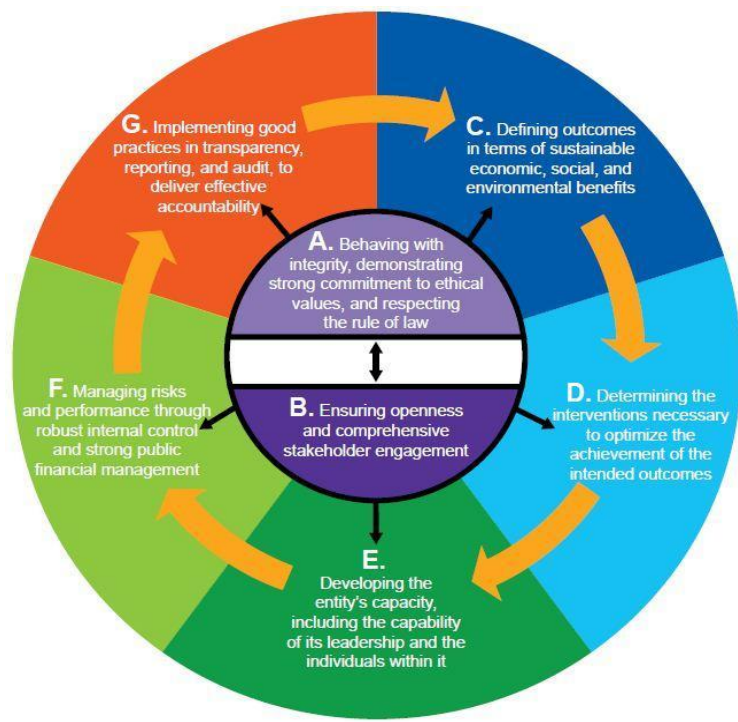 A. Behaving with
integrity, demonstrating
strong commitment to ethical
values, and respecting
the rule of law
B. Ensuring openness
and comprehensive
stakeholder engagement
C. Defining outcomes
in terms of sustainable
economic, social, and
environmental benefits
D. Determining the
interventions necessary
to optimize the
achievement of the
intended outcomes
E.
Developing the
entity's capacity,
including the capability
of its leadership and the
individuals within it
F. Managing risks
and performance through
robust internal control
and strong public
financial management
G. Implementing good
practices in transparency,
reporting, and audit, to
deliver effective
accountability